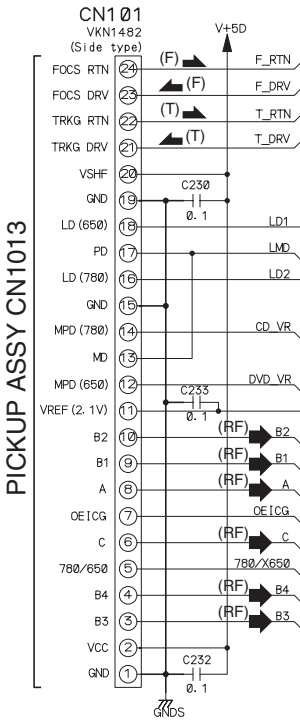 CN101
VKN1482
(Side type)
V+5D
PICKUP ASSY CN1013
FOCS RTN 24 (F) F_RTN
FOCS DRV 23 (F) F_DRV
TRKG RTN 22 (T) T_RTN
TRKG DRV 21 (T) T_DRV
VSHF 20
C230
GND 19
0.1
LD (650) 18 LD1
PD 17 LMD
LD (780) 16 LD2
GND 15
MPD (780) 14 CD_VR
MD 13
MPD (650) 12 DVD_VR
C233
VREF (2.1V) 11
0.1
B2 10 (RF) B2
B1 9 (RF) B1
A 8 (RF) A
OEICG 7 OEICG
C 6 (RF) C
780/650 5 780/X650
B4 4 (RF) B4
B3 3 (RF) B3
VCC 2
C232
GND 1
0.1
GNDS